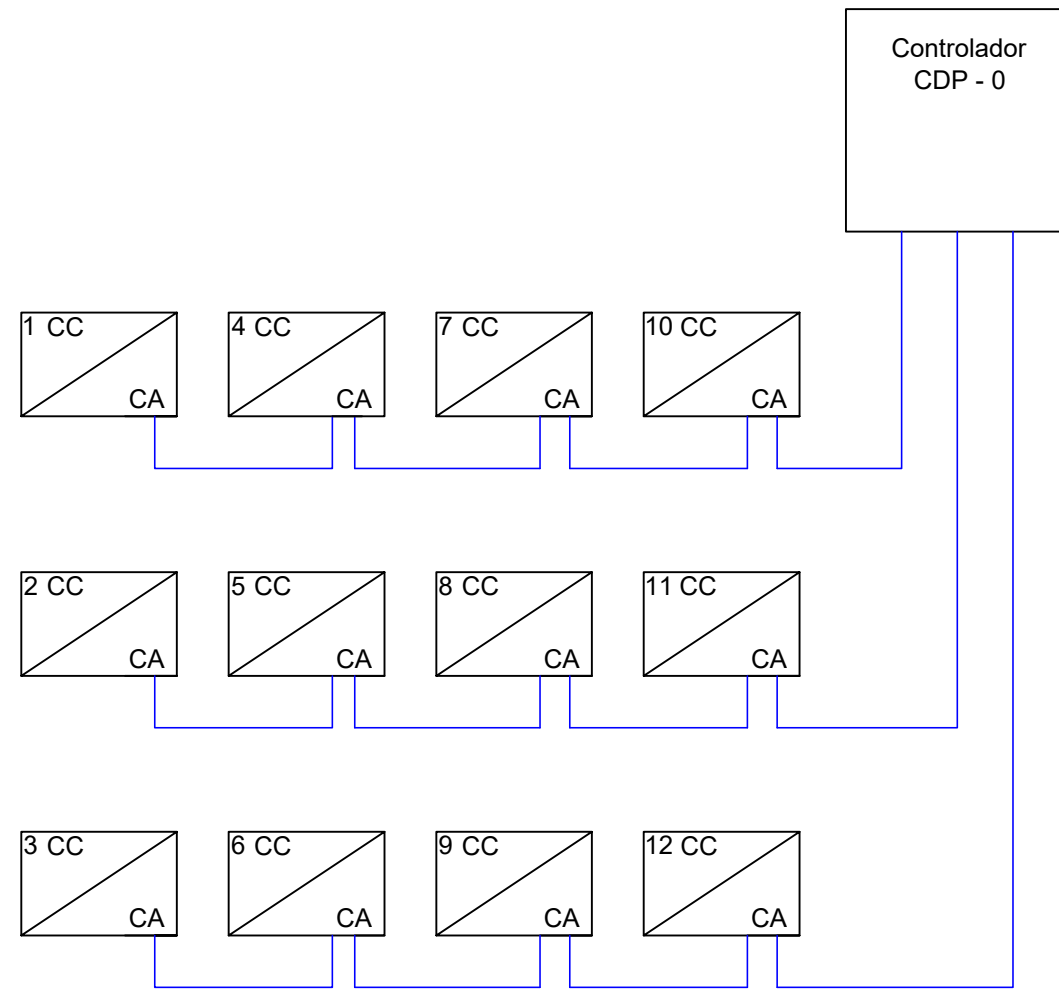 Controlador
CDP - 0
1 CC
CA
4 CC
CA
7 CC
CA
10 CC
CA
2 CC
CA
5 CC
CA
8 CC
CA
11 CC
CA
3 CC
CA
6 CC
CA
9 CC
CA
12 CC
CA